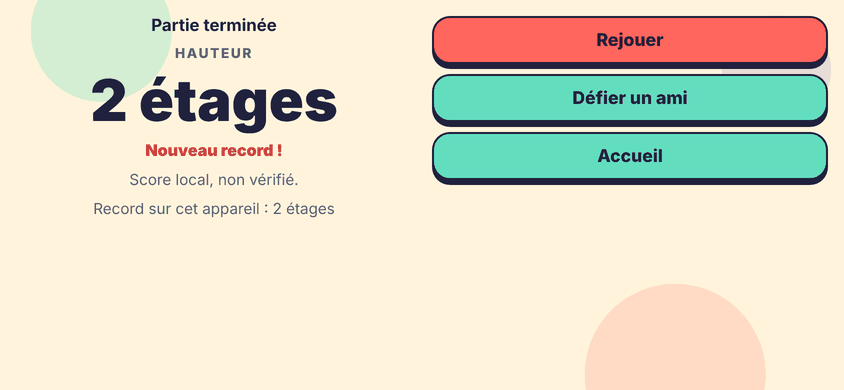 Partie terminée
HAUTEUR
2 étages
Nouveau record !
Score local, non vérifié.
Record sur cet appareil : 2 étages
Rejouer
Défier un ami
Accueil